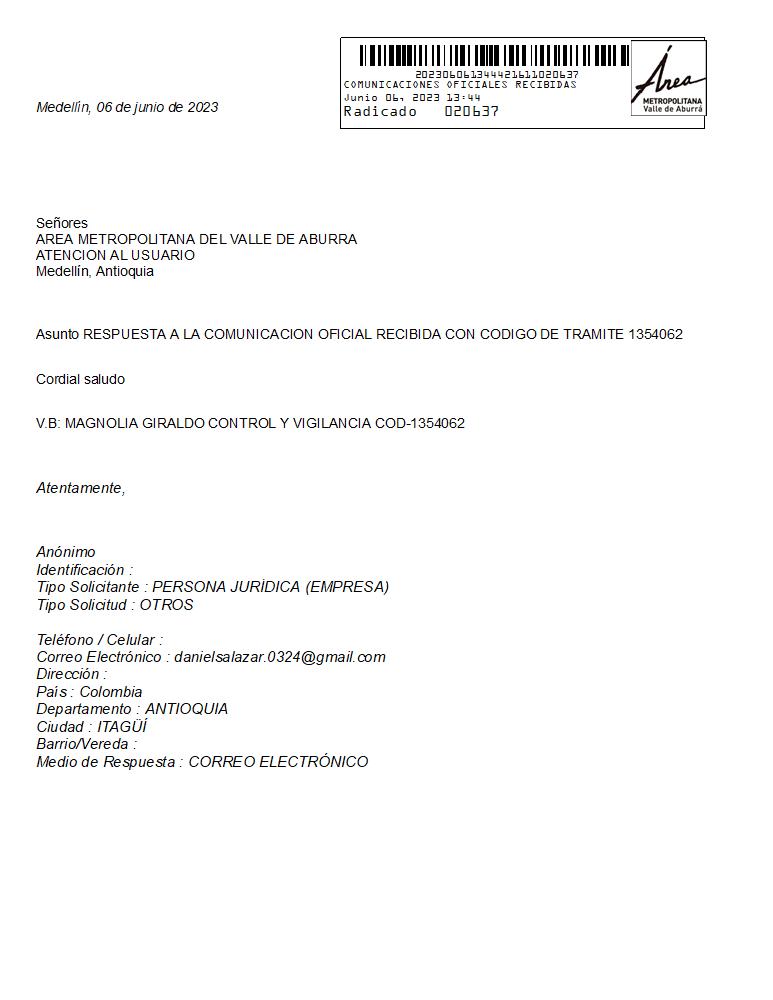 20230606134442161102​0637
COMUNICACIONES OFICIALES RECIBIDAS
Junio 06, 2023 13:44
Radicado 020637
Área
METROPOLITANA
Valle de Aburrá
Medellín, 06 de junio de 2023
Señores
AREA METROPOLITANA DEL VALLE DE ABURRA
ATENCION AL USUARIO
Medellín, Antioquia
Asunto RESPUESTA A LA COMUNICACION OFICIAL RECIBIDA CON CODIGO DE TRAMITE 1354062
Cordial saludo
V.B: MAGNOLIA GIRALDO CONTROL Y VIGILANCIA COD-1354062
Atentamente,
Anónimo
Identificación :
Tipo Solicitante : PERSONA JURÍDICA (EMPRESA)
Tipo Solicitud : OTROS
Teléfono / Celular :
Correo Electrónico : danielsalazar.0324@gmail.com
Dirección :
País : Colombia
Departamento : ANTIOQUIA
Ciudad : ITAGÜÍ
Barrio/Vereda :
Medio de Respuesta : CORREO ELECTRÓNICO